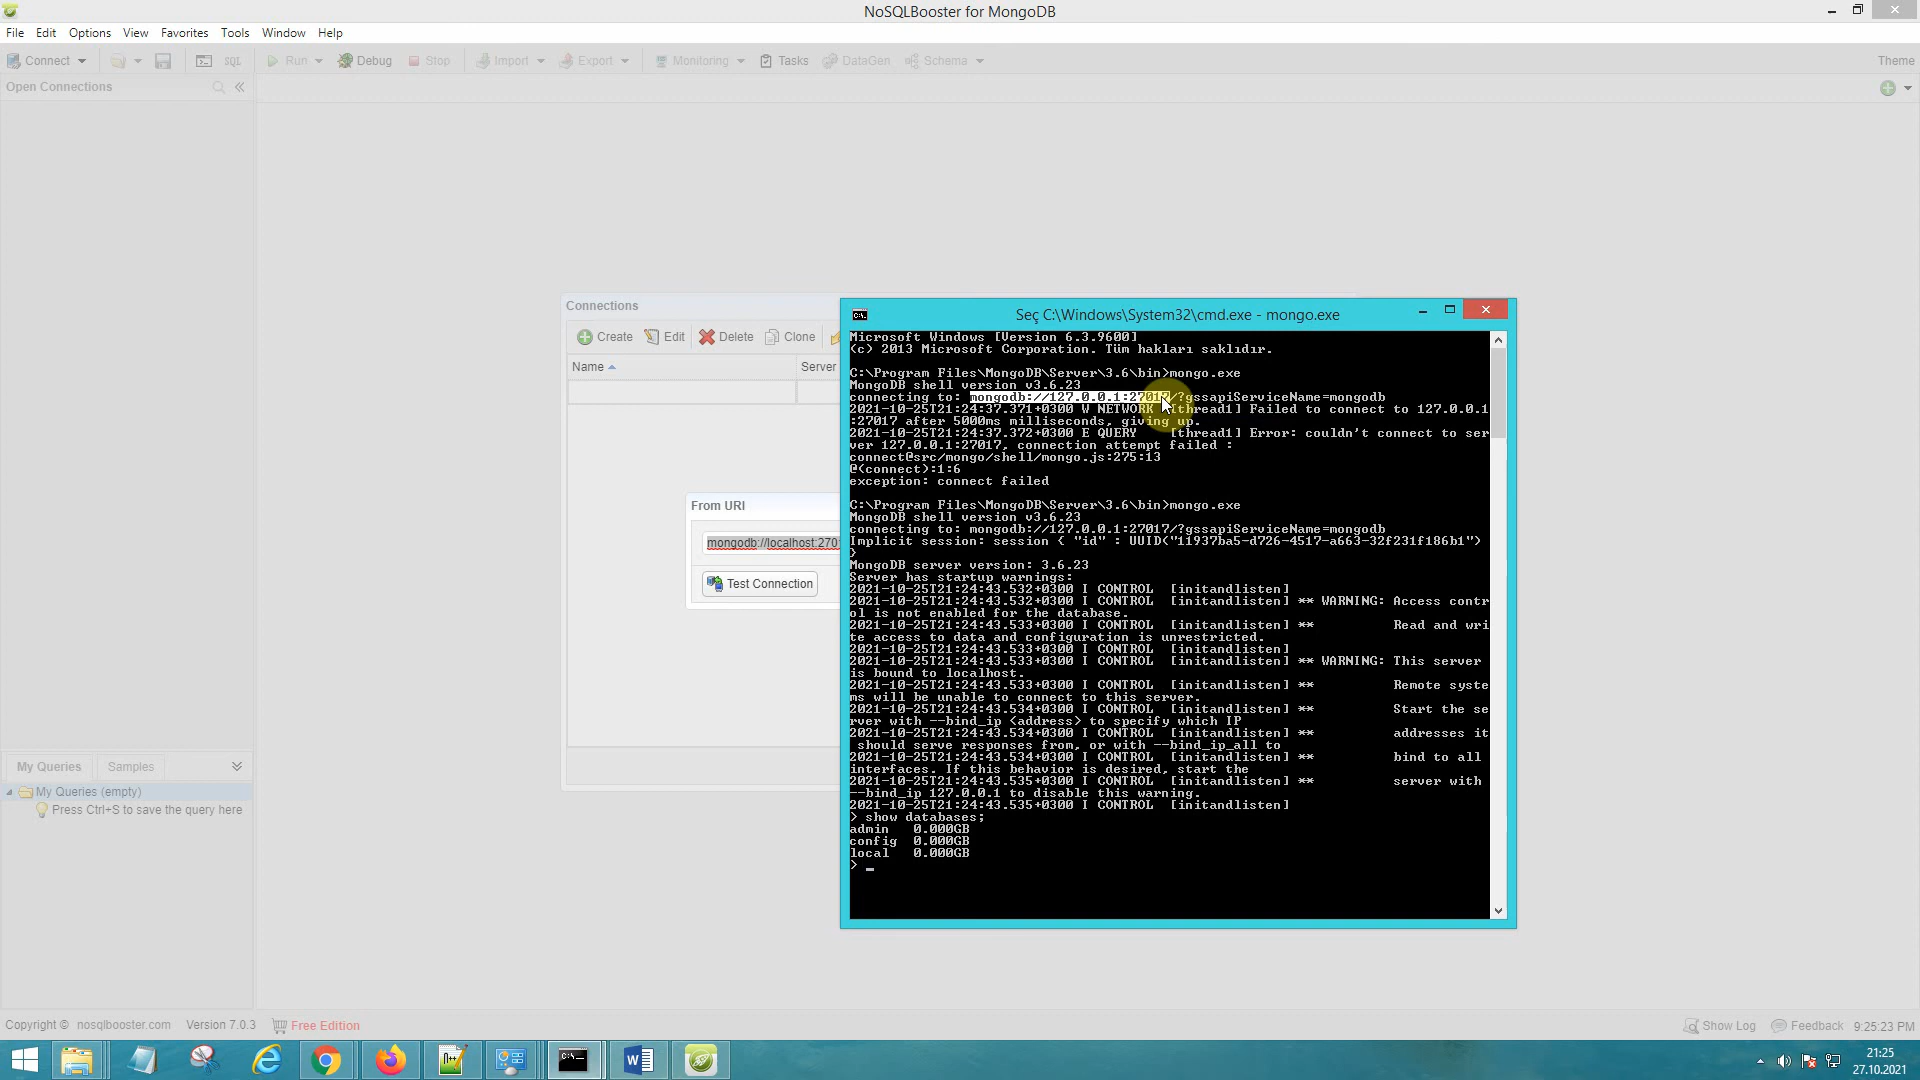 NoSQLBooster for MongoDB
File Edit Options View Favorites Tools Window Help
Connect SQL Run Debug Stop Import Export Monitoring Tasks DataGen Schema Theme
Open Connections
Connections
Create Edit Delete Clone
Name Server
From URI
mongodb://localhost:270
Test Connection
Seç C:\Windows\System32\cmd.exe - mongo.exe
Microsoft Windows [Version 6.3.9600]
(c) 2013 Microsoft Corporation. Tüm hakları saklıdır.
C:\Program Files\MongoDB\Server\3.6\bin>mongo.exe
MongoDB shell version v3.6.23
connecting to: mongodb://127.0.0.1:27017/?gssapiServiceName=mongodb
2021-10-25T21:24:37.371+0300 W NETWORK [thread1] Failed to connect to 127.0.0.1
:27017 after 5000ms milliseconds, giving up.
2021-10-25T21:24:37.372+0300 E QUERY [thread1] Error: couldn't connect to ser
ver 127.0.0.1:27017, connection attempt failed :
connect@src/mongo/shell/mongo.js:275:13
@(connect):1:6
exception: connect failed
C:\Program Files\MongoDB\Server\3.6\bin>mongo.exe
MongoDB shell version v3.6.23
connecting to: mongodb://127.0.0.1:27017/?gssapiServiceName=mongodb
Implicit session: session { "id" : UUID("11937ba5-d726-4517-a663-32f231f186b1")
}
MongoDB server version: 3.6.23
Server has startup warnings:
2021-10-25T21:24:43.532+0300 I CONTROL [initandlisten]
2021-10-25T21:24:43.532+0300 I CONTROL [initandlisten] ** WARNING: Access contr
ol is not enabled for the database.
2021-10-25T21:24:43.533+0300 I CONTROL [initandlisten] ** Read and wri
te access to data and configuration is unrestricted.
2021-10-25T21:24:43.533+0300 I CONTROL [initandlisten]
2021-10-25T21:24:43.533+0300 I CONTROL [initandlisten] ** WARNING: This server
is bound to localhost.
2021-10-25T21:24:43.533+0300 I CONTROL [initandlisten] ** Remote syste
ms will be unable to connect to this server.
2021-10-25T21:24:43.534+0300 I CONTROL [initandlisten] ** Start the se
rver with --bind_ip <address> to specify which IP
2021-10-25T21:24:43.534+0300 I CONTROL [initandlisten] ** addresses it
should serve responses from, or with --bind_ip_all to
2021-10-25T21:24:43.534+0300 I CONTROL [initandlisten] ** bind to all
interfaces. If this behavior is desired, start the
2021-10-25T21:24:43.535+0300 I CONTROL [initandlisten] ** server with
--bind_ip 127.0.0.1 to disable this warning.
2021-10-25T21:24:43.535+0300 I CONTROL [initandlisten]
> show databases;
admin 0.000GB
config 0.000GB
local 0.000GB
> _
My Queries Samples
My Queries (empty)
Press Ctrl+S to save the query here
Copyright © nosqlbooster.com Version 7.0.3 Free Edition Show Log Feedback 9:25:23 PM
21:25
27.10.2021